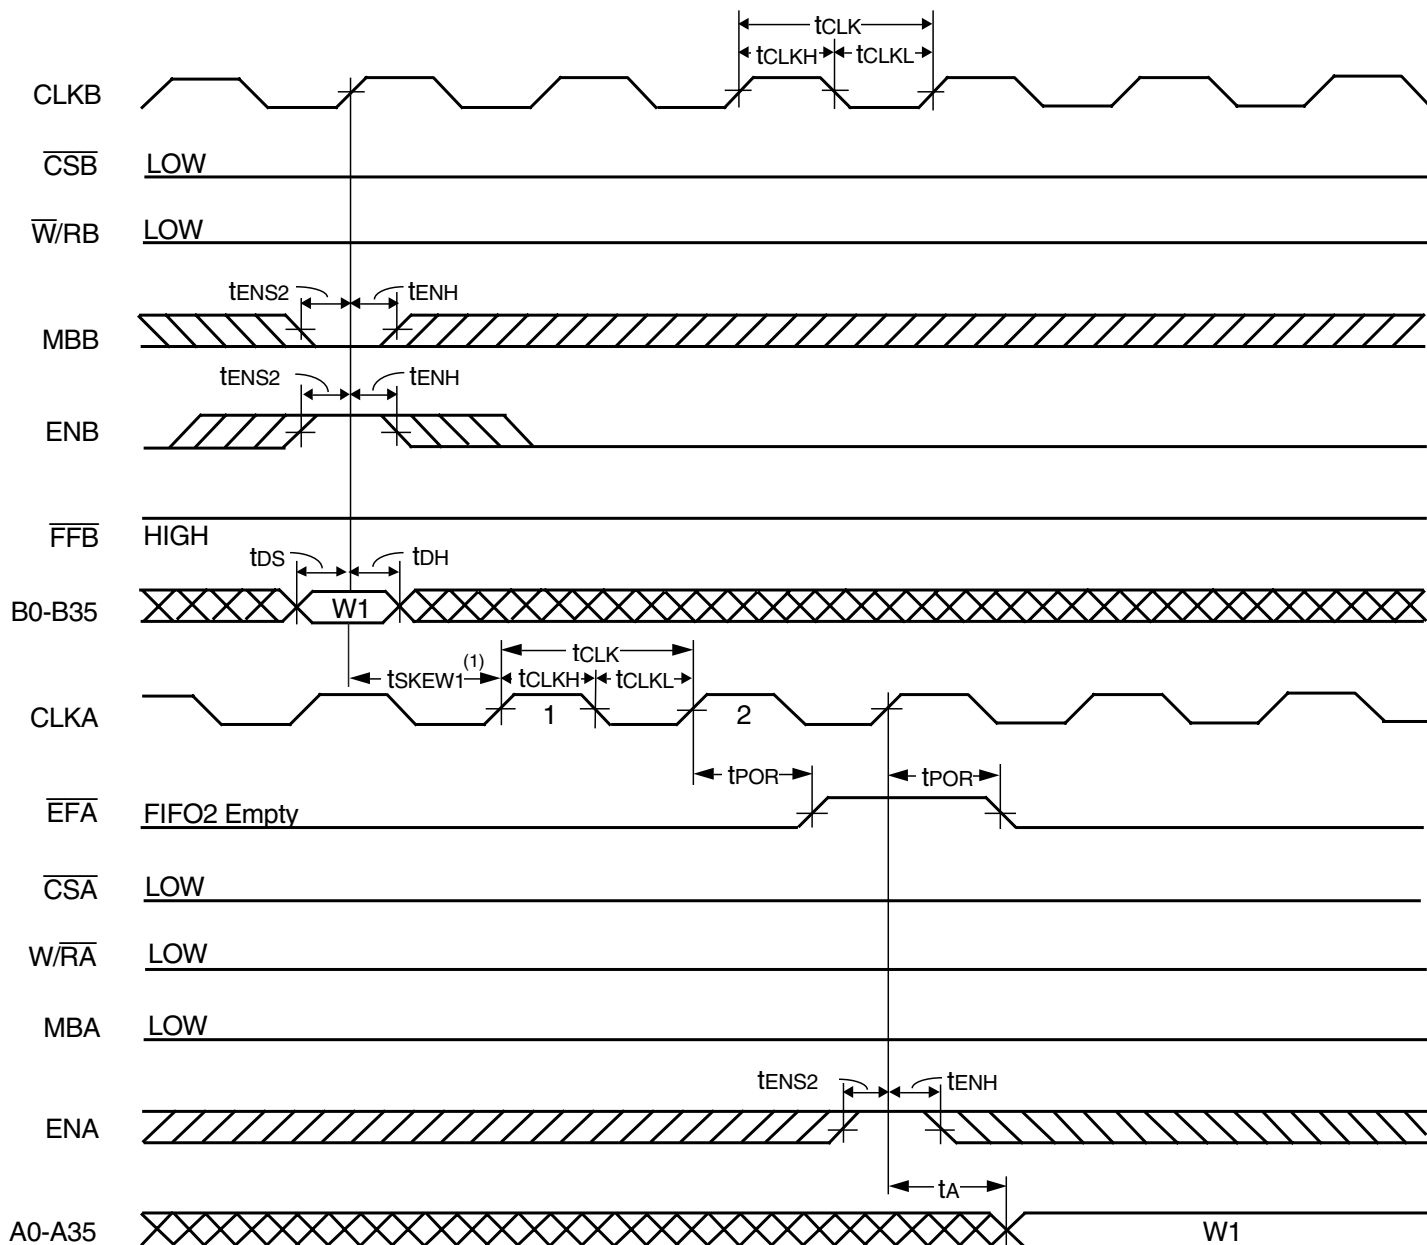 tCLK
tCLKH tCLKL
CLKB
CSB LOW
W/RB LOW
tENS2 tENH
MBB
tENS2 tENH
ENB
FFB HIGH
tDS tDH
B0-B35 W1
tCLK
tSKEW1(1) tCLKH tCLKL
CLKA 1 2
tPOR tPOR
EFA FIFO2 Empty
CSA LOW
W/RA LOW
MBA LOW
tENS2 tENH
ENA
tA
A0-A35 W1